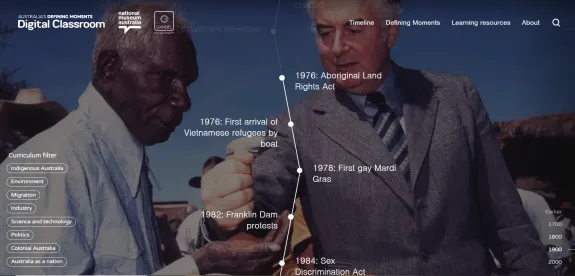 AUSTRALIA'S DEFINING MOMENTS
Digital Classroom
national
museum
australia
GANDEL
Timeline
Defining Moments
Learning resources
About
1976: Aboriginal Land
Rights Act
1976: First arrival of
Vietnamese refugees by
boat
1978: First gay Mardi
Gras
1982: Franklin Dam
protests
1984: Sex
Discrimination Act
Curriculum filter
Indigenous Australia
Environment
Migration
Industry
Science and technology
Politics
Colonial Australia
Australia as a nation
Earlier
1700
1800
1900
2000